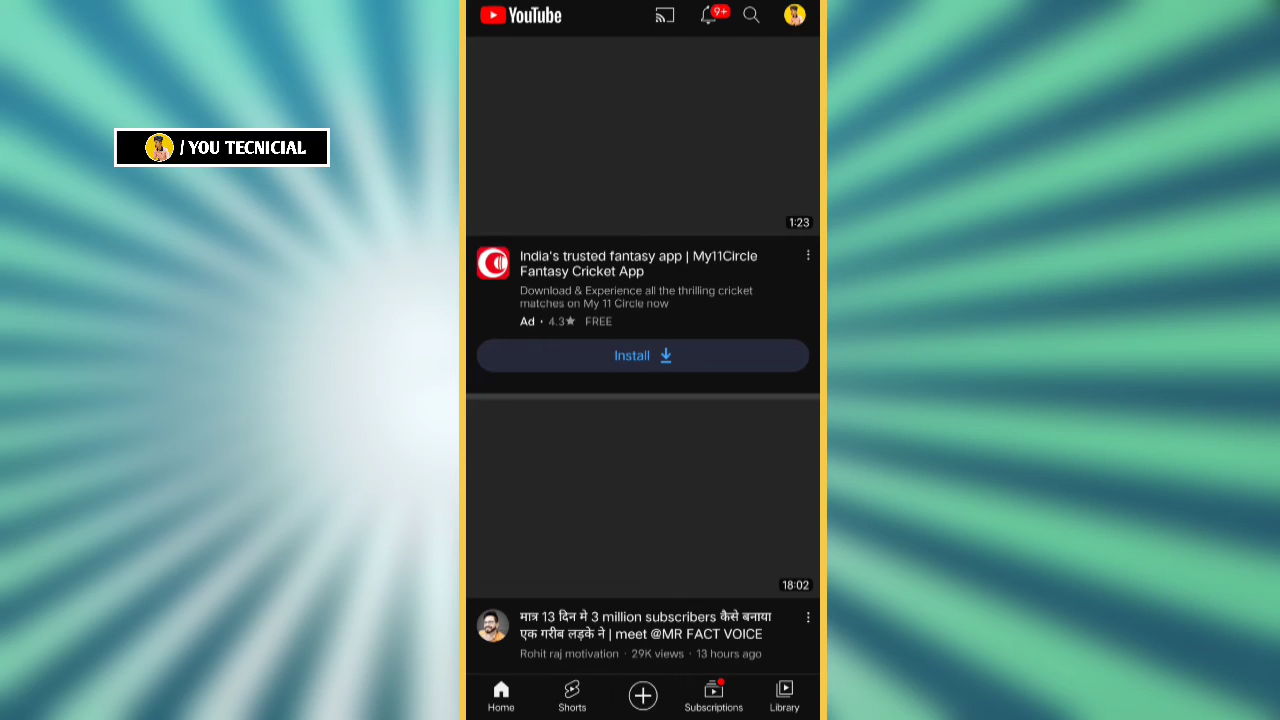 YouTube
9+
/ YOU TECNICIAL
1:23
India's trusted fantasy app | My11Circle
Fantasy Cricket App
Download & Experience all the thrilling cricket
matches on My 11 Circle now
Ad · 4.3★ FREE
Install
18:02
मात्र 13 दिन मे 3 million subscribers कैसे बनाया
एक गरीब लड़के ने | meet @MR FACT VOICE
Rohit raj motivation · 29K views · 13 hours ago
Home
Shorts
Subscriptions
Library